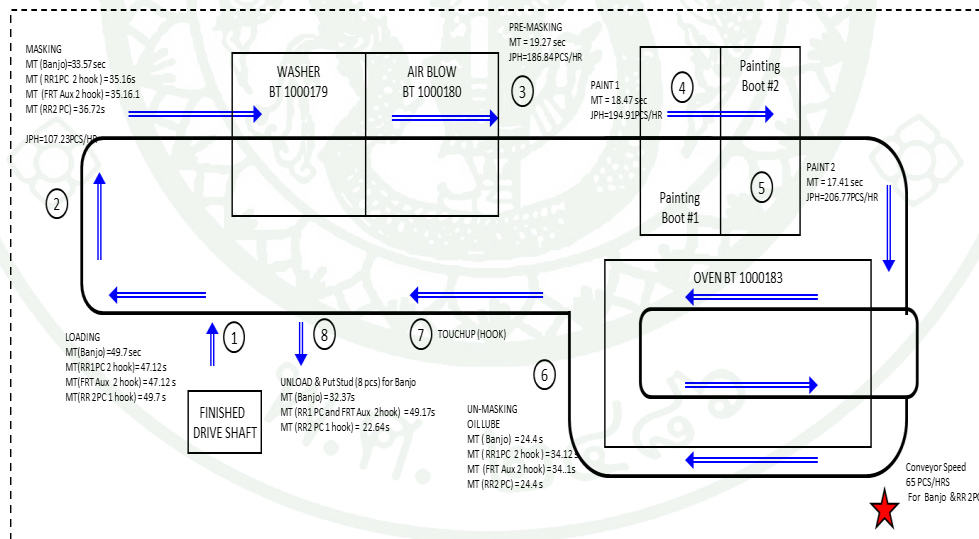 MASKING
MT (Banjo)=33.57 sec
MT ( RR1PC 2 hook) = 35.16s
MT (FRT Aux 2 hook) = 35.16.1
MT (RR2 PC) = 36.72s
JPH=107.23PCS/HR
WASHER
BT 1000179
AIR BLOW
BT 1000180
PRE-MASKING
MT = 19.27 sec
JPH=186.84PCS/HR
3
PAINT 1
MT = 18.47 sec
JPH=194.91PCS/HR
4
Painting
Boot #2
Painting
Boot #1
5
PAINT 2
MT = 17.41 sec
JPH=206.77PCS/HR
2
OVEN BT 1000183
LOADING
MT(Banjo)=49.7 sec
MT(RR1PC 2 hook)= 47.12s
MT(FRT Aux 2 hook)= 47.12 s
MT(RR 2PC 1 hook) = 49.7 s
1
FINISHED
DRIVE SHAFT
8
UNLOAD & Put Stud (8 pcs) for Banjo
MT (Banjo) = 32.37s
MT (RR1 PC and FRT Aux 2hook) = 49.17s
MT (RR2 PC 1 hook) = 22.64s
7
TOUCHUP (HOOK)
6
UN-MASKING
OIL LUBE
MT ( Banjo) = 24.4 s
MT ( RR1PC 2 hook) = 34.12 s
MT (FRT Aux 2 hook) = 34..1s
MT (RR2 PC) = 24.4 s
Conveyor Speed
65 PCS/HRS
For Banjo & RR 2PC